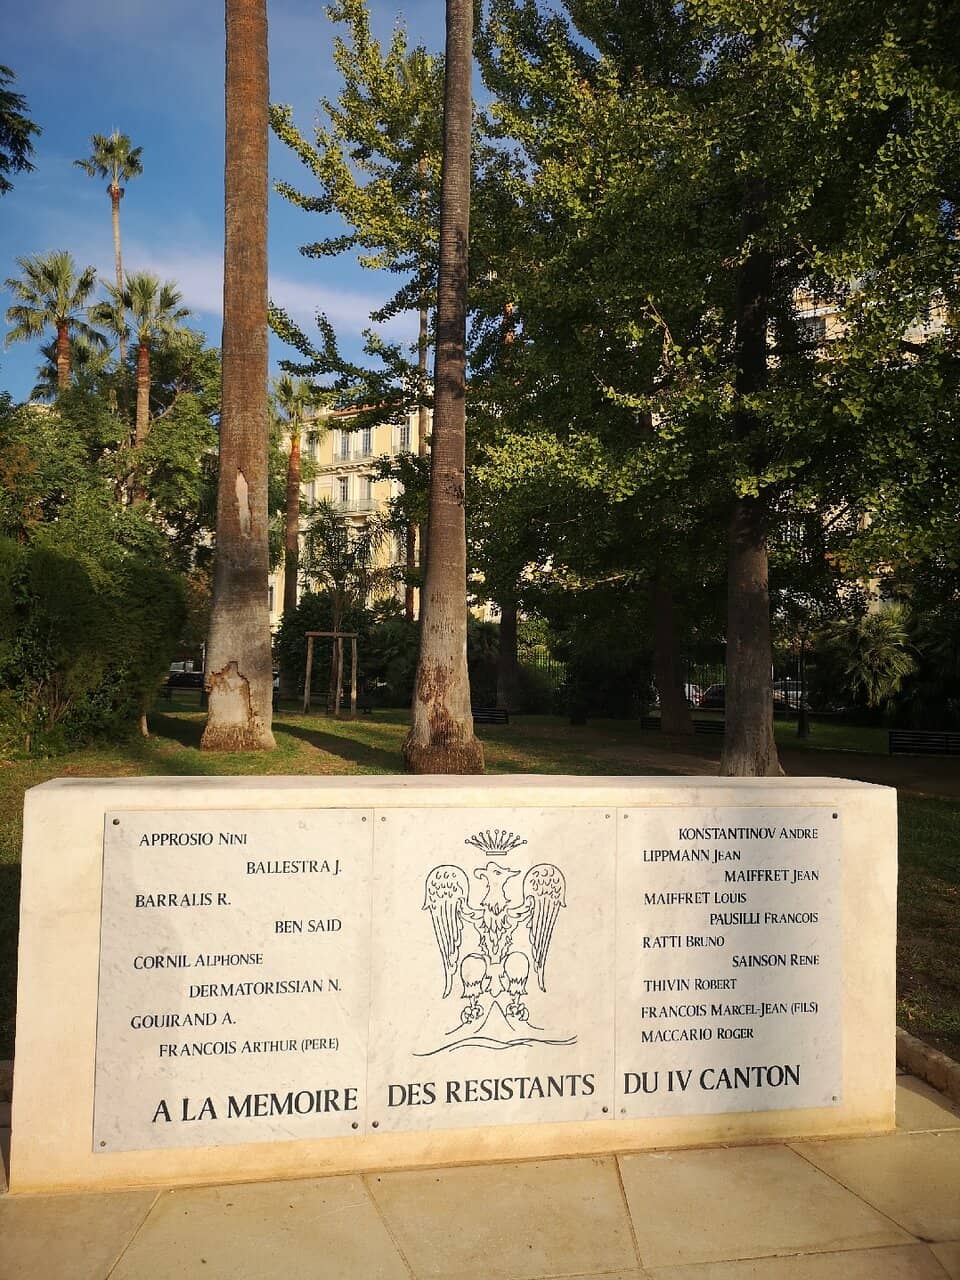 APPROSIO NINI
BALLESTRA J.
BARRALIS R.
BEN SAID
CORNIL ALPHONSE
DERMATORISSIAN N.
GOUIRAND A.
FRANCOIS ARTHUR (PERE)
KONSTANTINOV ANDRE
LIPPMANN JEAN
MAIFFRET JEAN
MAIFFRET LOUIS
PAUSILLI FRANCOIS
RATTI BRUNO
SAINSON RENE
THIVIN ROBERT
FRANCOIS MARCEL-JEAN (FILS)
MACCARIO ROGER
A LA MEMOIRE DES RESISTANTS DU IV CANTON